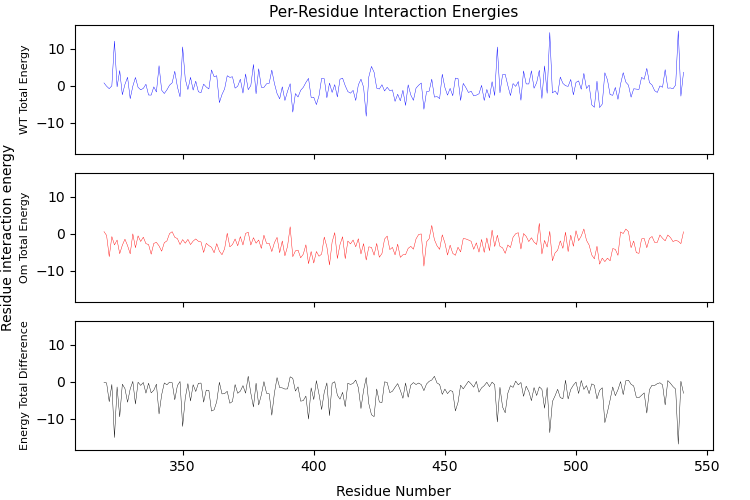 Per-Residue Interaction Energies
Residue interaction energy
WT Total Energy
10
0
−10
Om Total Energy
10
0
−10
Energy Total Difference
10
0
−10
350 400 450 500 550
Residue Number